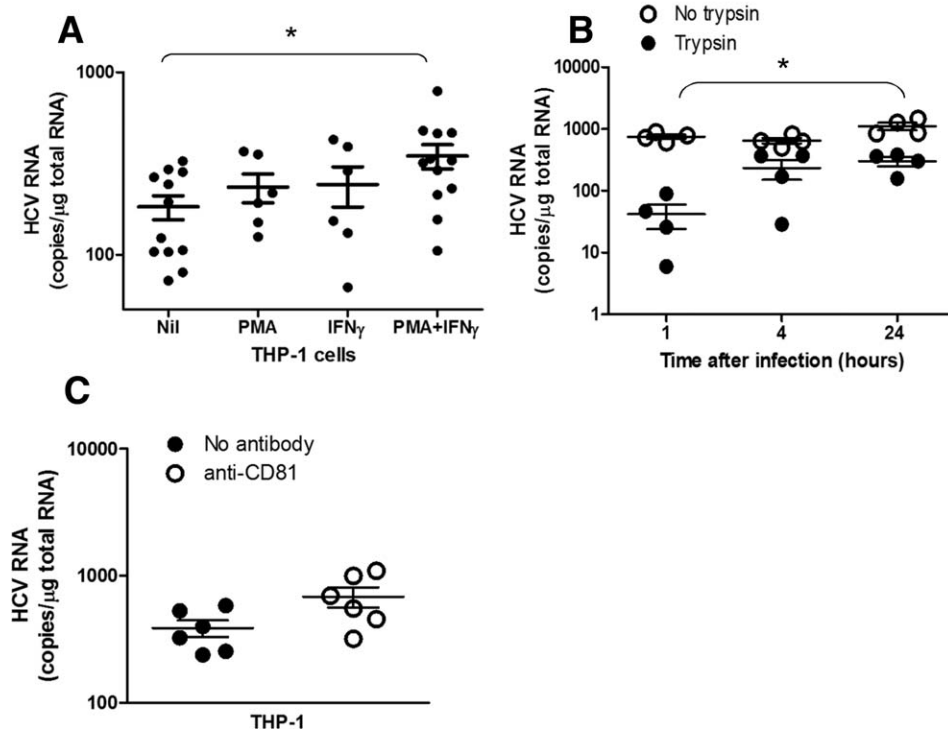 A
*
HCV RNA
(copies/μg total RNA)
1000
100
Nil PMA IFNγ PMA+IFNγ
THP-1 cells
B
No trypsin
Trypsin
*
HCV RNA
(copies/μg total RNA)
10000
1000
100
10
1
1 4 24
Time after infection (hours)
C
No antibody
anti-CD81
HCV RNA
(copies/μg total RNA)
10000
1000
100
THP-1